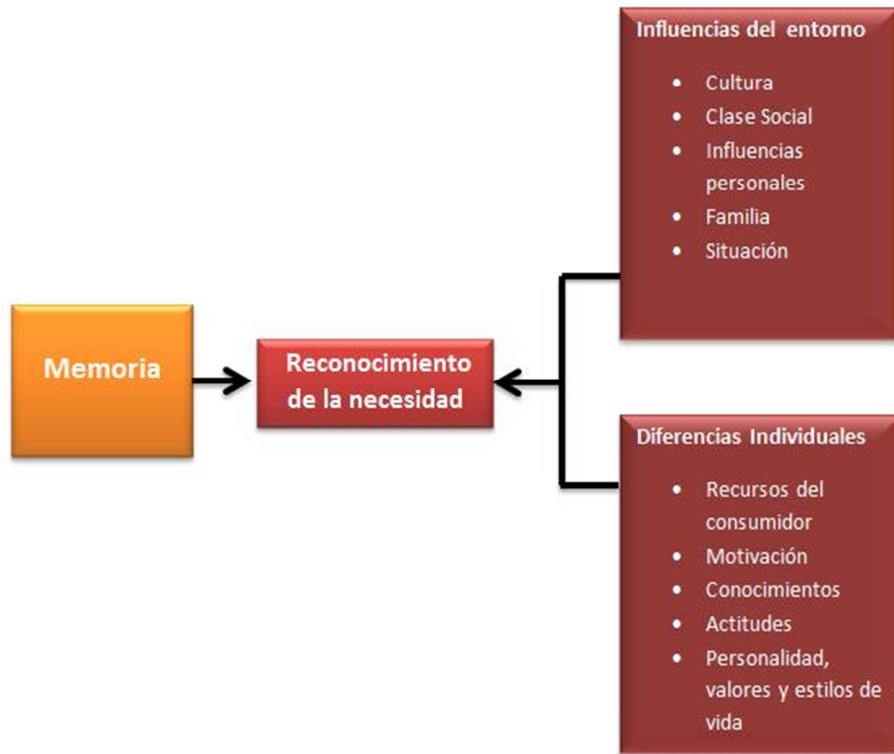 Memoria
Reconocimiento
de la necesidad
Influencias del entorno
• Cultura
• Clase Social
• Influencias
personales
• Familia
• Situación
Diferencias Individuales
• Recursos del
consumidor
• Motivación
• Conocimientos
• Actitudes
• Personalidad,
valores y estilos de
vida